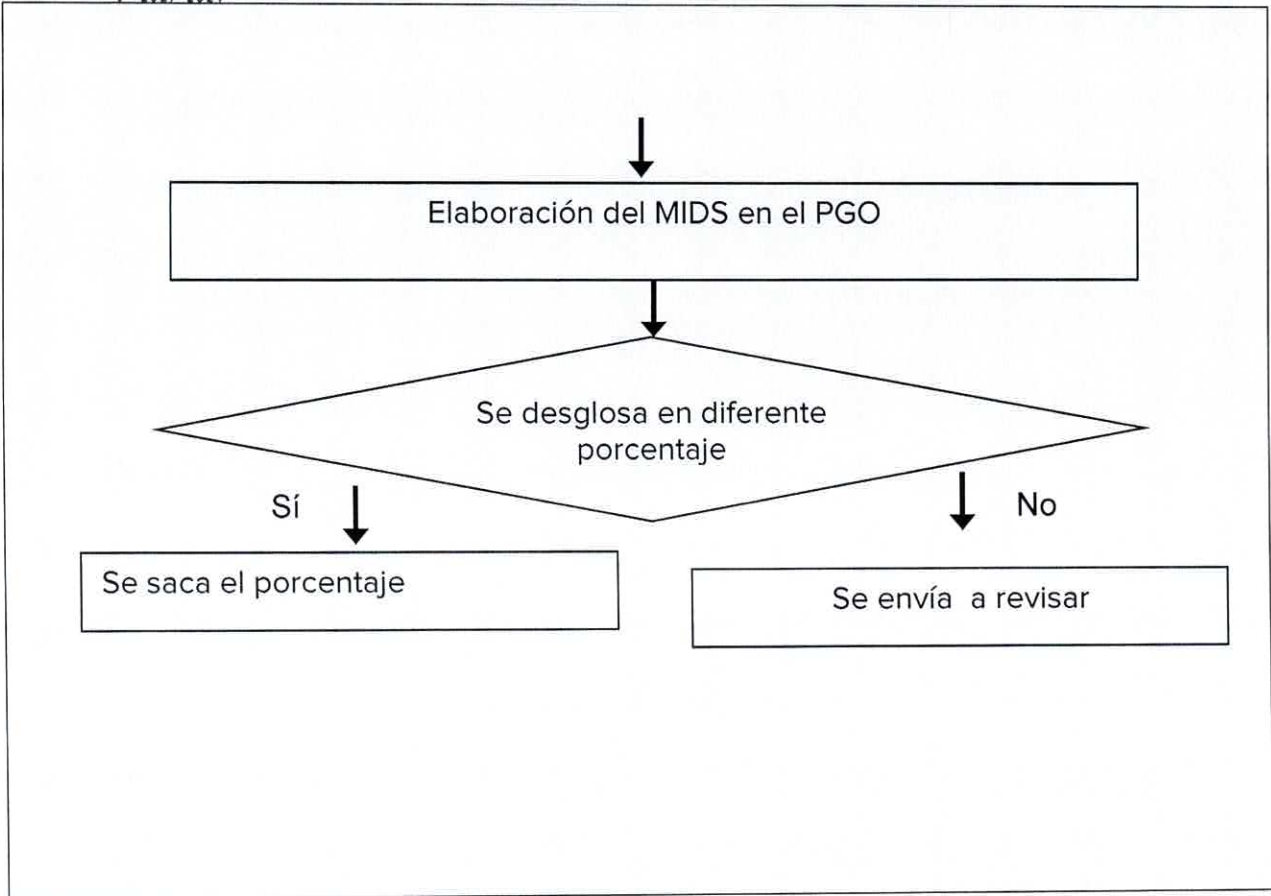 Elaboración del MIDS en el PGO
Se desglosa en diferente
porcentaje
Sí
No
Se saca el porcentaje
Se envía a revisar